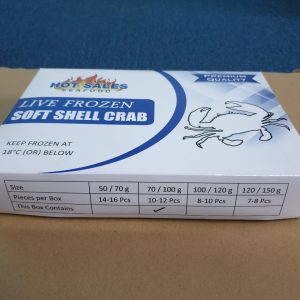 HOT SALES
SEAFOOD
PREMIUM
QUALITY
LIVE FROZEN
SOFT SHELL CRAB
KEEP FROZEN AT
18°C (OR) BELOW
Size 50 / 70 g 70 / 100 g 100 / 120 g 120 / 150 g
Pieces per Box 14-16 Pcs 10-12 Pcs 8-10 Pcs 7-8 Pcs
This Box Contains ✓